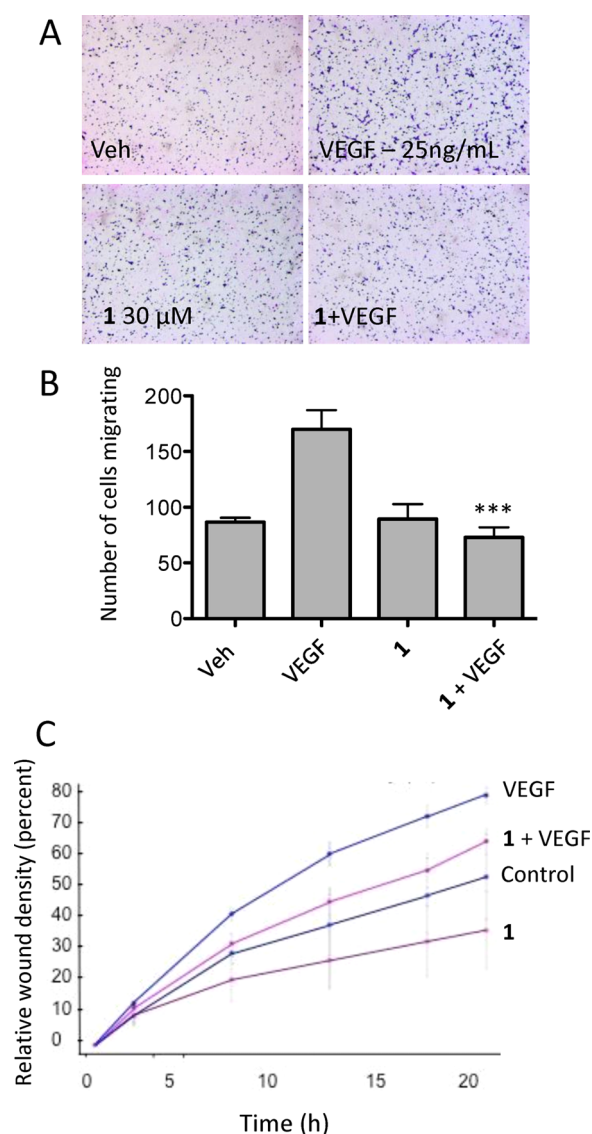 A
Veh
VEGF – 25ng/mL
1 30 µM
1+VEGF
B
Number of cells migrating
200
150
100
50
0
***
Veh
VEGF
1
1 + VEGF
C
Relative wound density (percent)
80
70
60
50
40
30
20
10
0
VEGF
1 + VEGF
Control
1
0 5 10 15 20
Time (h)